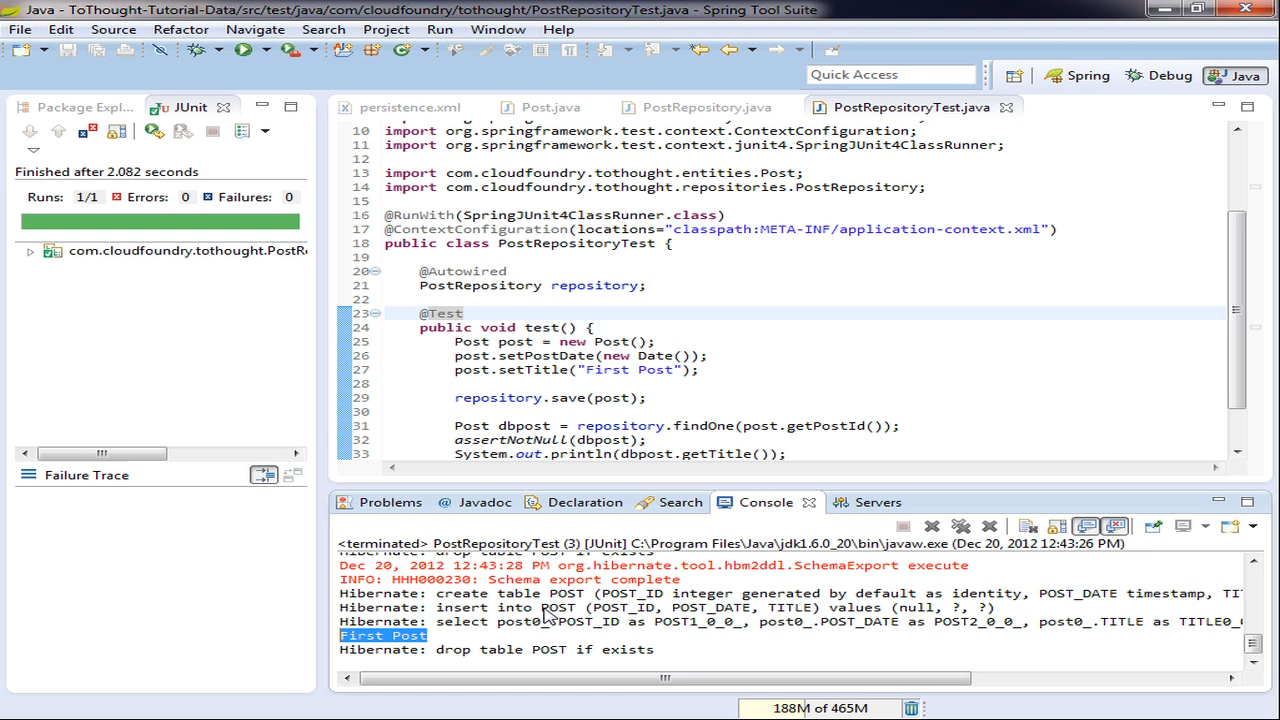 Java - ToThought-Tutorial-Data/src/test/java/com/cloudfoundry/tothought/PostRepositoryTest.java - Spring Tool Suite
File Edit Source Refactor Navigate Search Project Run Window Help
Quick Access
Spring Debug Java
Package Expl... JUnit
persistence.xml Post.java PostRepository.java PostRepositoryTest.java
Finished after 2.082 seconds
Runs: 1/1 Errors: 0 Failures: 0
com.cloudfoundry.tothought.PostR
Failure Trace
10 import org.springframework.test.context.ContextConfiguration;
11 import org.springframework.test.context.junit4.SpringJUnit4ClassRunner;
12
13 import com.cloudfoundry.tothought.entities.Post;
14 import com.cloudfoundry.tothought.repositories.PostRepository;
15
16 @RunWith(SpringJUnit4ClassRunner.class)
17 @ContextConfiguration(locations="classpath:META-INF/application-context.xml")
18 public class PostRepositoryTest {
19
20 @Autowired
21 PostRepository repository;
22
23 @Test
24 public void test() {
25 Post post = new Post();
26 post.setPostDate(new Date());
27 post.setTitle("First Post");
28
29 repository.save(post);
30
31 Post dbpost = repository.findOne(post.getPostId());
32 assertNotNull(dbpost);
33 System.out.println(dbpost.getTitle());
Problems Javadoc Declaration Search Console Servers
<terminated> PostRepositoryTest (3) [JUnit] C:\Program Files\Java\jdk1.6.0_20\bin\javaw.exe (Dec 20, 2012 12:43:26 PM)
Hibernate: drop table POST if exists
Dec 20, 2012 12:43:28 PM org.hibernate.tool.hbm2ddl.SchemaExport execute
INFO: HHH000230: Schema export complete
Hibernate: create table POST (POST_ID integer generated by default as identity, POST_DATE timestamp, TI
Hibernate: insert into POST (POST_ID, POST_DATE, TITLE) values (null, ?, ?)
Hibernate: select post0_.POST_ID as POST1_0_0_, post0_.POST_DATE as POST2_0_0_, post0_.TITLE as TITLE0_0
First Post
Hibernate: drop table POST if exists
188M of 465M